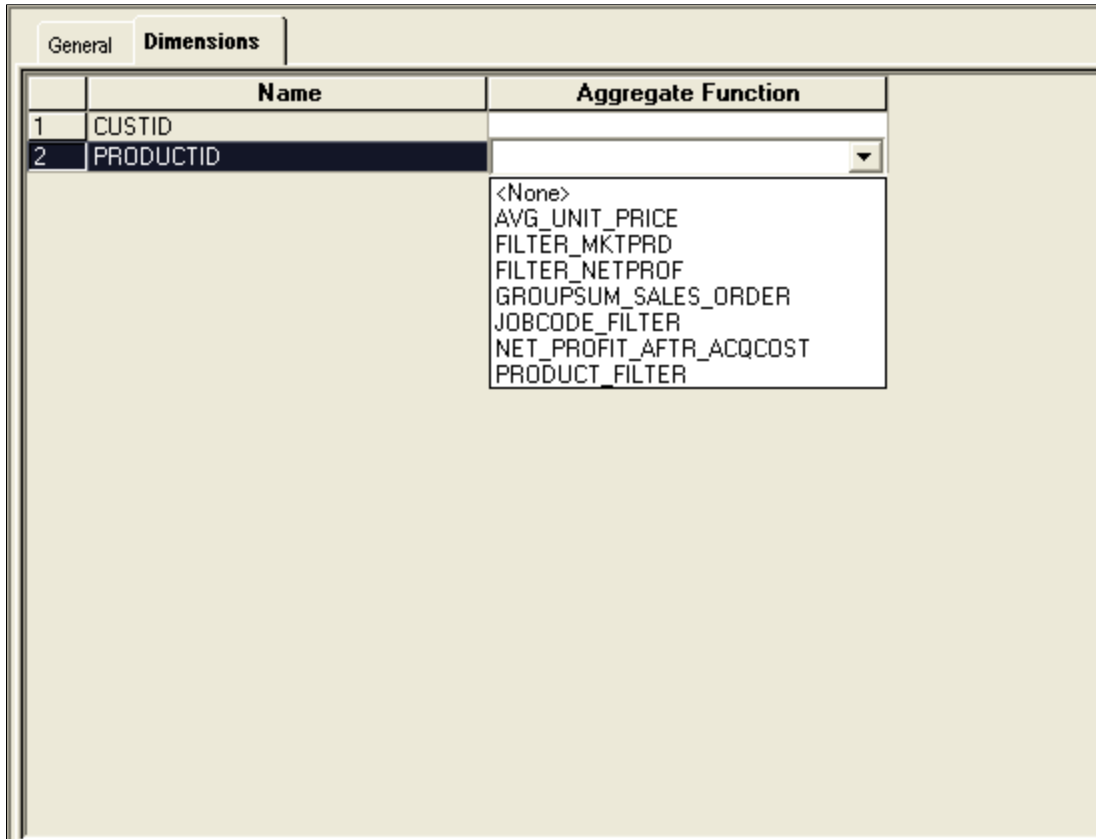 General Dimensions
Name Aggregate Function
1 CUSTID
2 PRODUCTID
<None>
AVG_UNIT_PRICE
FILTER_MKTPRD
FILTER_NETPROF
GROUPSUM_SALES_ORDER
JOBCODE_FILTER
NET_PROFIT_AFTR_ACQCOST
PRODUCT_FILTER